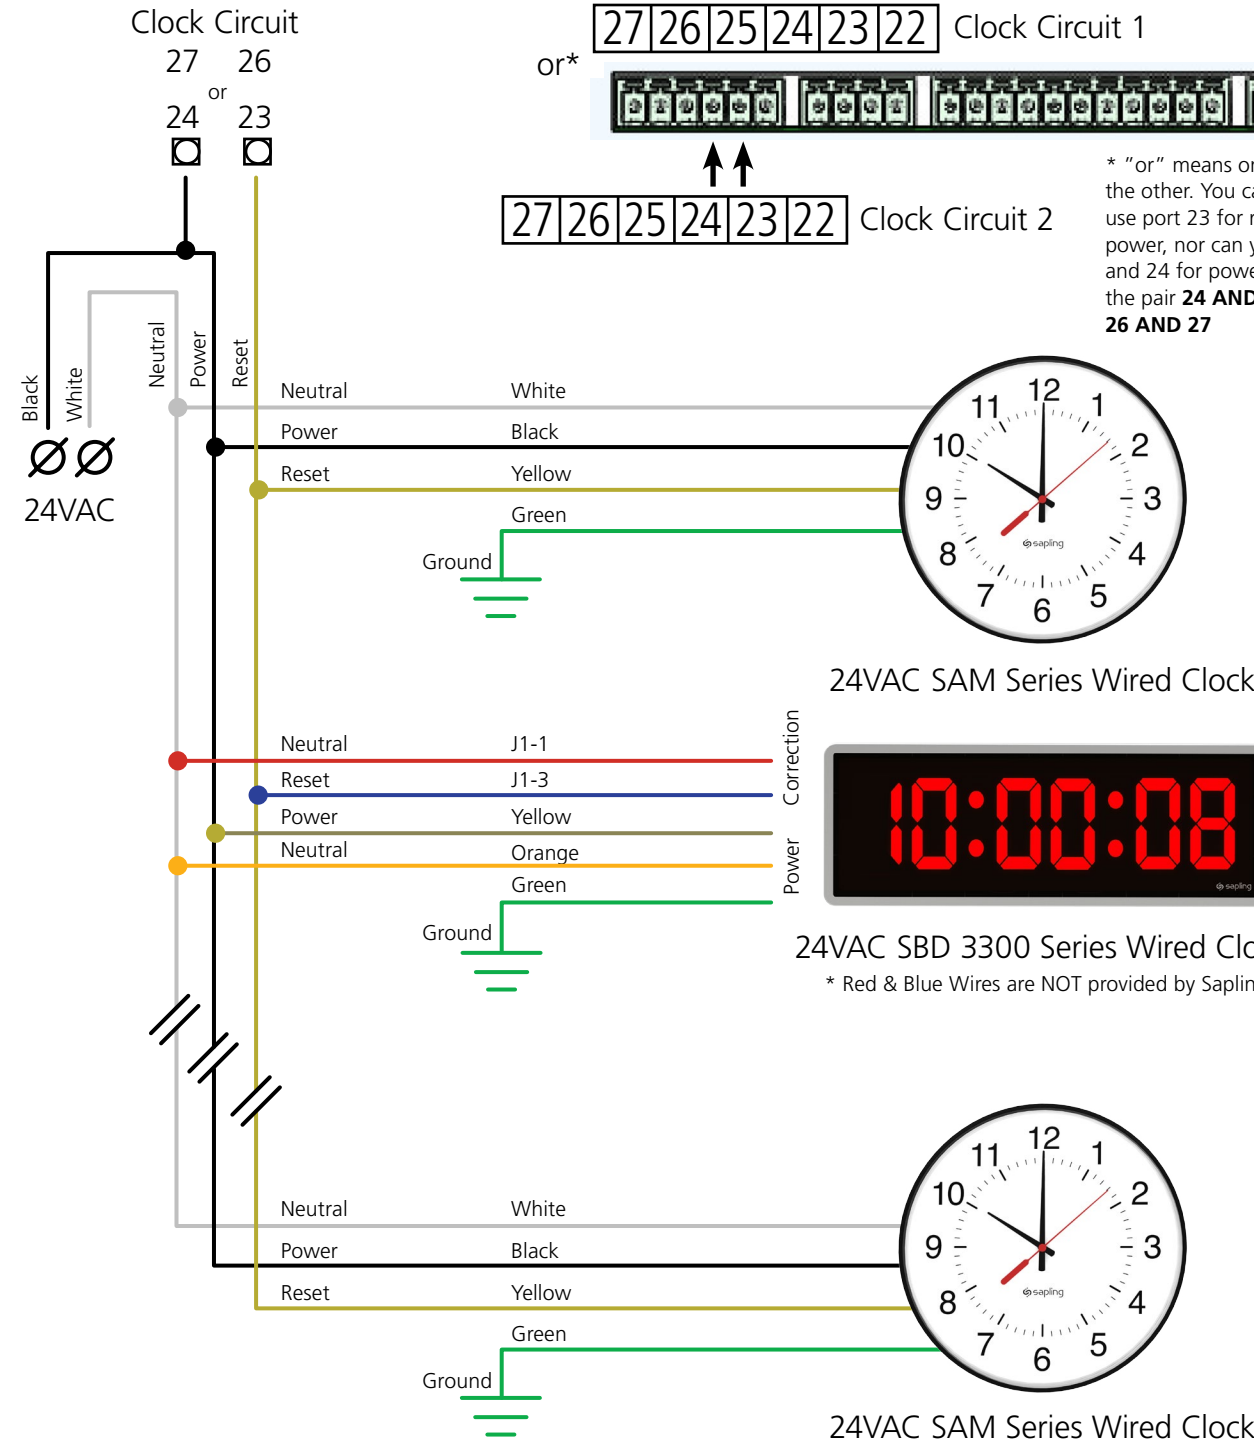 Clock Circuit
27 26
or
24 23
27 26 25 24 23 22 Clock Circuit 1
or*
27 26 25 24 23 22 Clock Circuit 2
* "or" means
the other. You
use port 23 for
power, nor can
and 24 for
the pair 24
26 AND 27
Black
White
Neutral
Power
Reset
24VAC
Neutral White
Power Black
Reset Yellow
Green
Ground
12
1
2
3
4
5
6
7
8
9
10
11
sapling
24VAC SAM Series Wired Clock
Neutral J1-1
Reset J1-3
Power Yellow
Neutral Orange
Green
Ground
Correction
Power
10:00:08
sapling
24VAC SBD 3300 Series Wired
* Red & Blue Wires are NOT provided by
Neutral White
Power Black
Reset Yellow
Green
Ground
12
1
2
3
4
5
6
7
8
9
10
11
sapling
24VAC SAM Series Wired Clock